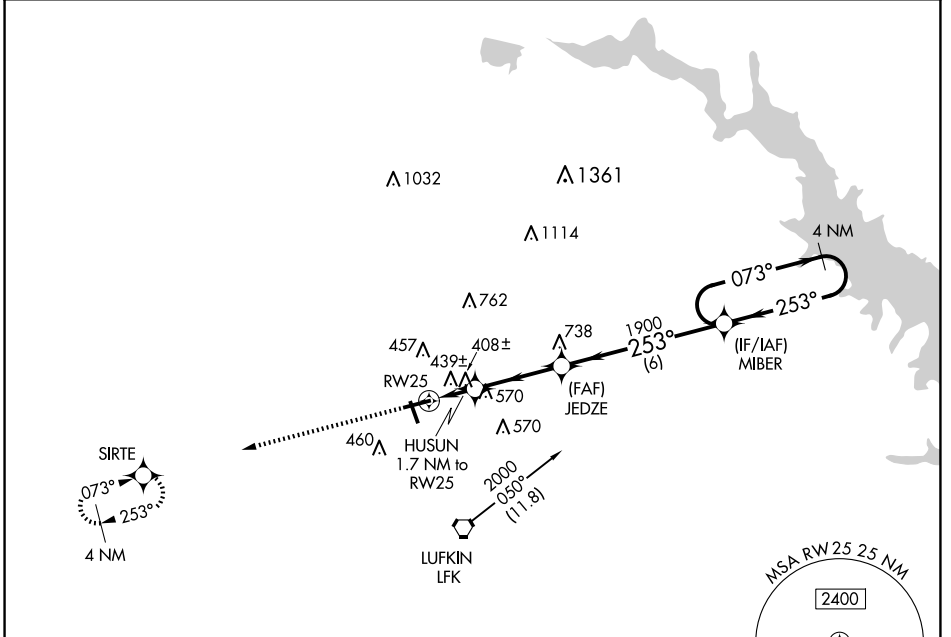 1032
1361
1114
4 NM
073°
253°
762
1900
253°
(6)
738
(IF/IAF)
MIBER
457
408±
439±
RW25
570
(FAF)
JEDZE
570
460
HUSUN
1.7 NM to
RW25
SIRTE
073°
253°
4 NM
2000
050°
(11.8)
LUFKIN
LFK
MSA RW25 25 NM
2400